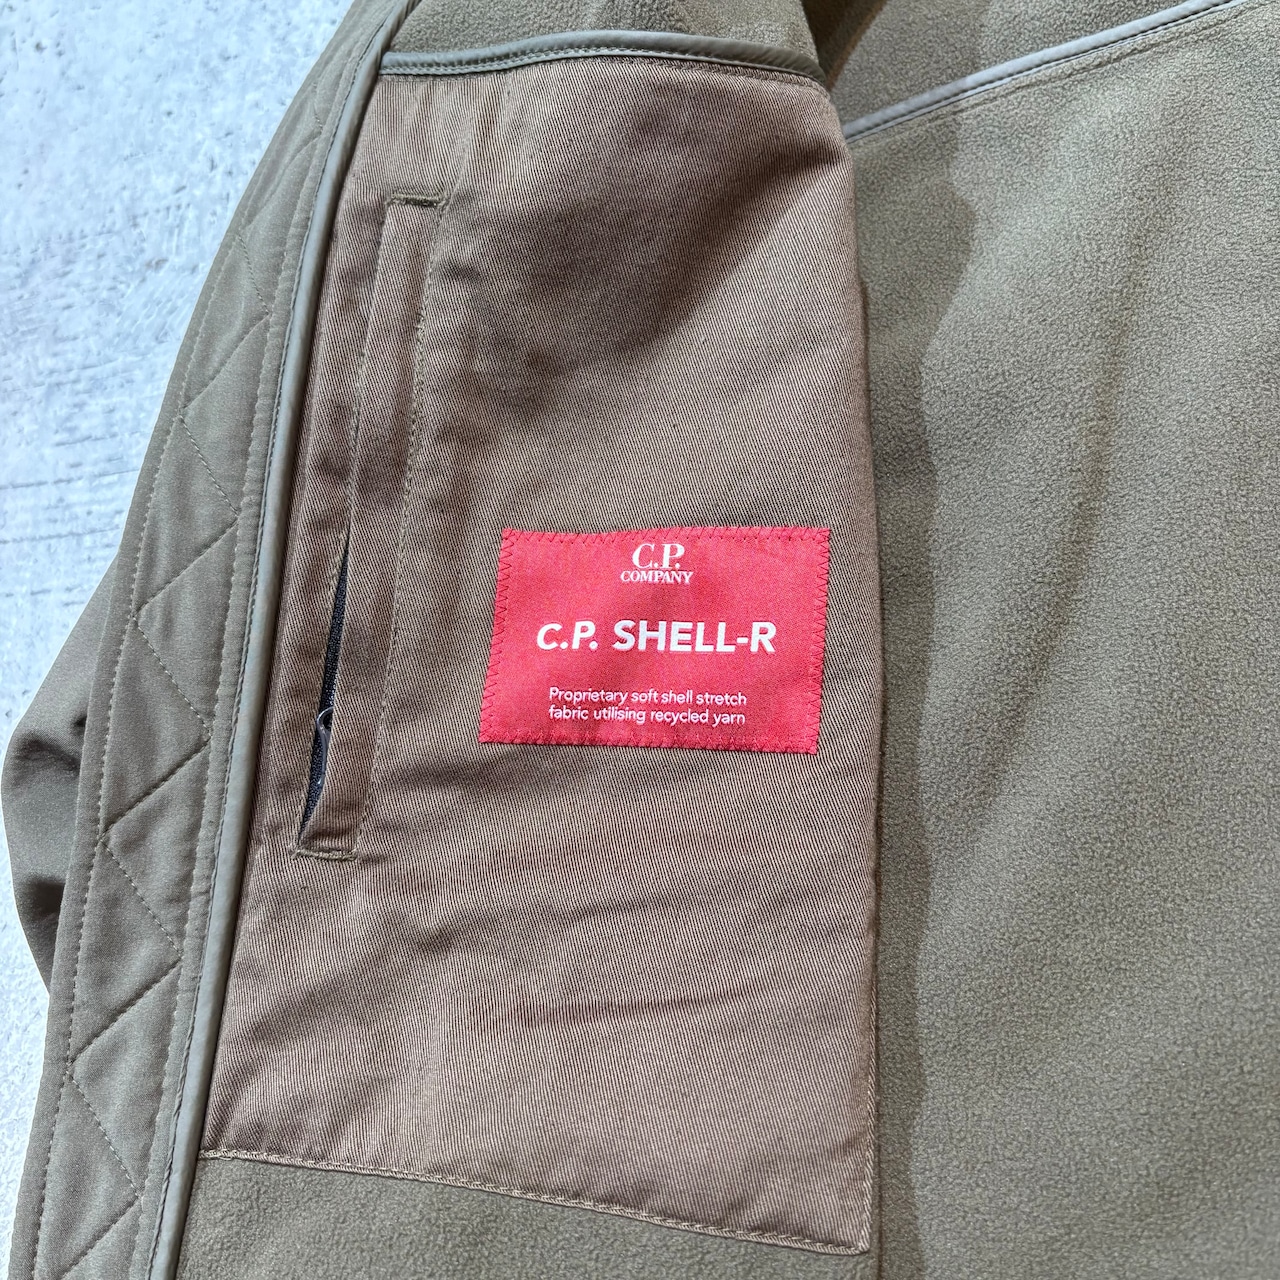 C.P.
COMPANY
C.P. SHELL-R
Proprietary soft shell stretch
fabric utilising recycled yarn